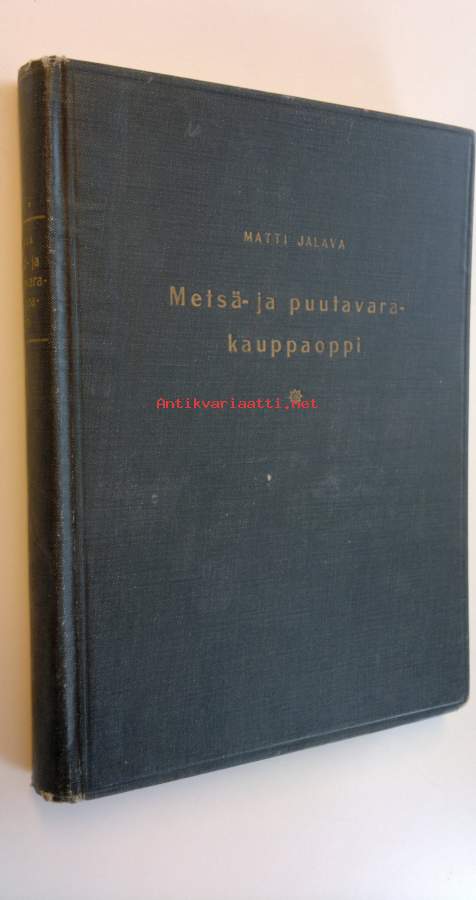 MATTI JALAVA
Metsä- ja puutavara-
kauppaoppi
Antikvariaatti.net